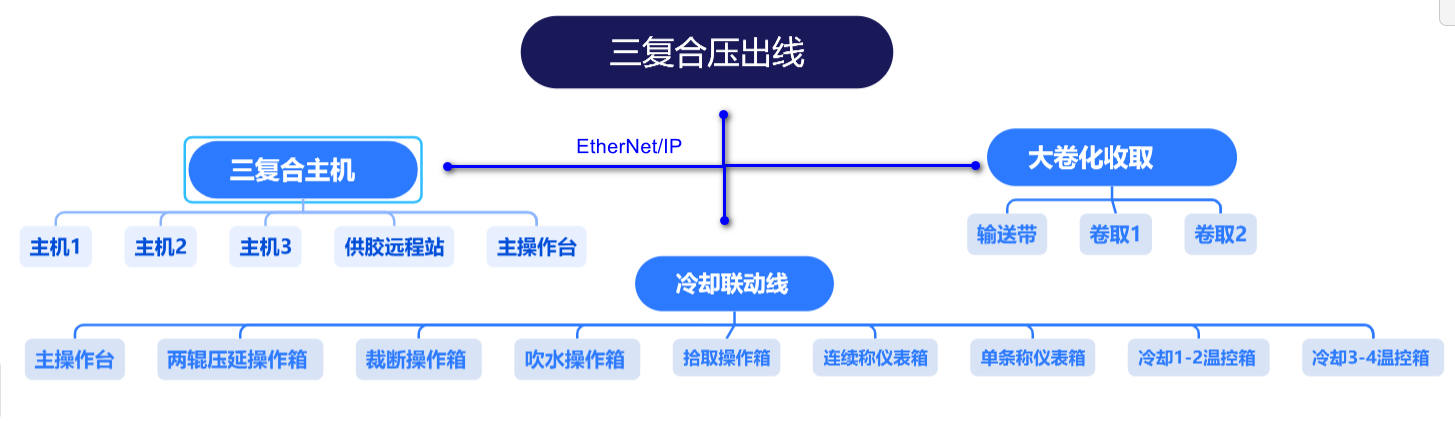 三复合压出线
EtherNet/IP
三复合主机
大卷化收取
主机1
主机2
主机3
供胶远程站
主操作台
输送带
卷取1
卷取2
冷却联动线
主操作台
两辊压延操作箱
裁断操作箱
吹水操作箱
拾取操作箱
连续称仪表箱
单条称仪表箱
冷却1-2温控箱
冷却3-4温控箱